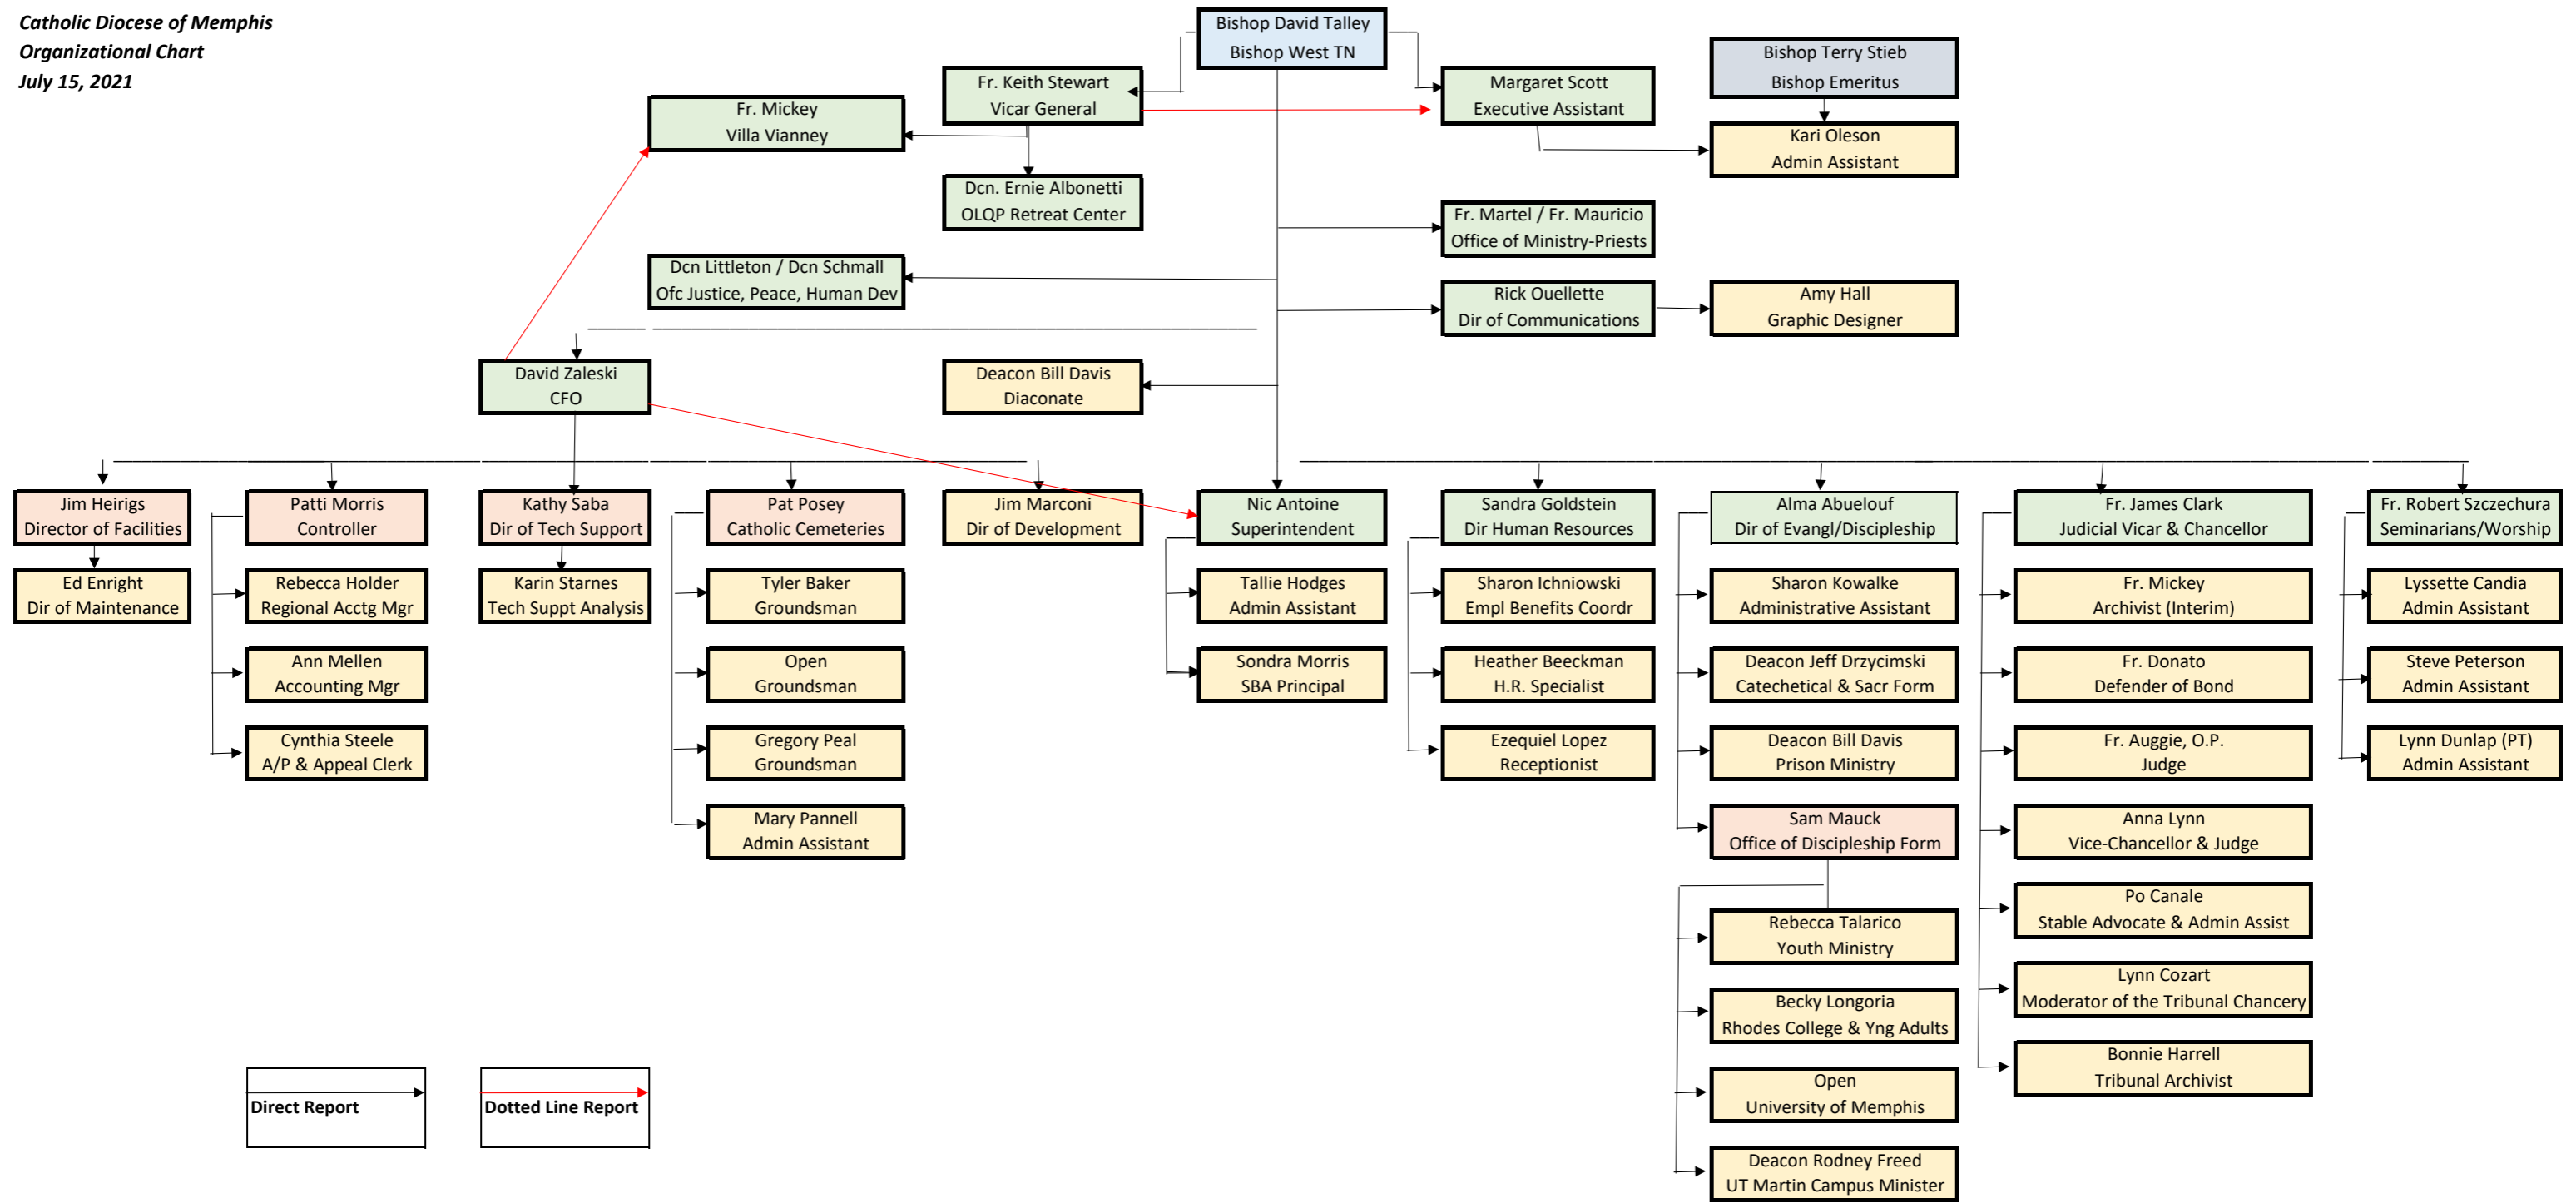 Catholic Diocese of Memphis
Organizational Chart
July 15, 2021
Bishop David Talley
Bishop West TN
Bishop Terry Stieb
Bishop Emeritus
Fr. Keith Stewart
Vicar General
Margaret Scott
Executive Assistant
Fr. Mickey
Villa Vianney
Kari Oleson
Admin Assistant
Dcn. Ernie Albonetti
OLQP Retreat Center
Fr. Martel / Fr. Mauricio
Office of Ministry-Priests
Dcn Littleton / Dcn Schmall
Ofc Justice, Peace, Human Dev
Rick Ouellette
Dir of Communications
Amy Hall
Graphic Designer
David Zaleski
CFO
Deacon Bill Davis
Diaconate
Jim Heirigs
Director of Facilities
Patti Morris
Controller
Kathy Saba
Dir of Tech Support
Pat Posey
Catholic Cemeteries
Jim Marconi
Dir of Development
Nic Antoine
Superintendent
Sandra Goldstein
Dir Human Resources
Alma Abuelouf
Dir of Evangl/Discipleship
Fr. James Clark
Judicial Vicar & Chancellor
Fr. Robert Szczechura
Seminarians/Worship
Ed Enright
Dir of Maintenance
Rebecca Holder
Regional Acctg Mgr
Karin Starnes
Tech Suppt Analysis
Tyler Baker
Groundsman
Tallie Hodges
Admin Assistant
Sharon Ichniowski
Empl Benefits Coordr
Sharon Kowalke
Administrative Assistant
Fr. Mickey
Archivist (Interim)
Lyssette Candia
Admin Assistant
Ann Mellen
Accounting Mgr
Open
Groundsman
Sondra Morris
SBA Principal
Heather Beeckman
H.R. Specialist
Deacon Jeff Drzycimski
Catechetical & Sacr Form
Fr. Donato
Defender of Bond
Steve Peterson
Admin Assistant
Cynthia Steele
A/P & Appeal Clerk
Gregory Peal
Groundsman
Ezequiel Lopez
Receptionist
Deacon Bill Davis
Prison Ministry
Fr. Auggie, O.P.
Judge
Lynn Dunlap (PT)
Admin Assistant
Mary Pannell
Admin Assistant
Sam Mauck
Office of Discipleship Form
Anna Lynn
Vice-Chancellor & Judge
Po Canale
Stable Advocate & Admin Assist
Rebecca Talarico
Youth Ministry
Lynn Cozart
Moderator of the Tribunal Chancery
Becky Longoria
Rhodes College & Yng Adults
Bonnie Harrell
Tribunal Archivist
Open
University of Memphis
Deacon Rodney Freed
UT Martin Campus Minister
Direct Report
Dotted Line Report